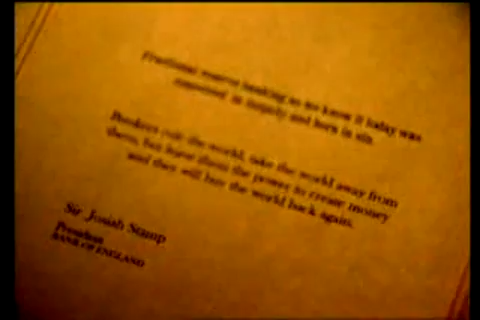 Fractional reserve banking as we know it today was
conceived in iniquity and born in sin.
Bankers rule the world, take the world away from
them, but leave them the power to create money
and they will buy the world back again.
Sir Josiah Stamp
President
BANK OF ENGLAND